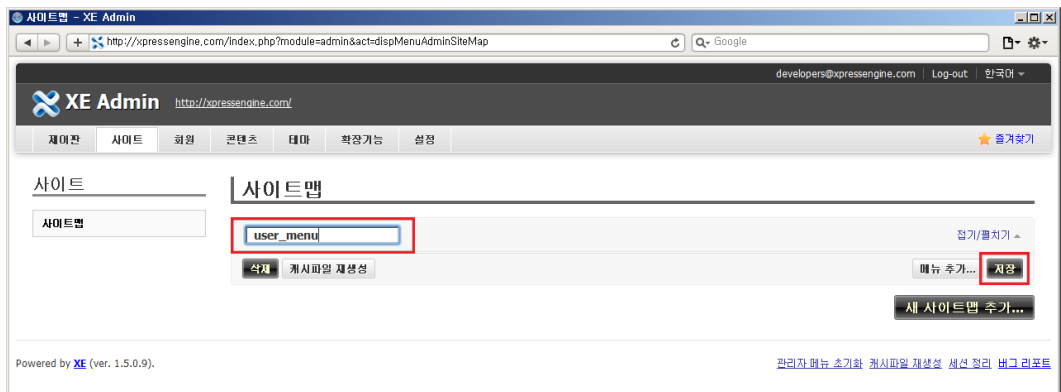 사이트맵 - XE Admin
http://xpressengine.com/index.php?module=admin&act=dispMenuAdminSiteMap
Google
developers@xpressengine.com | Log-out | 한국어
XE Admin http://xpressengine.com/
제어판 사이트 회원 콘텐츠 테마 확장기능 설정 즐겨찾기
사이트
사이트맵
사이트맵
user_menu
접기/펼치기
삭제 캐시파일 재생성 메뉴 추가... 저장
새 사이트맵 추가...
Powered by XE (ver. 1.5.0.9).
관리자 메뉴 초기화 캐시파일 재생성 세션 정리 버그 리포트